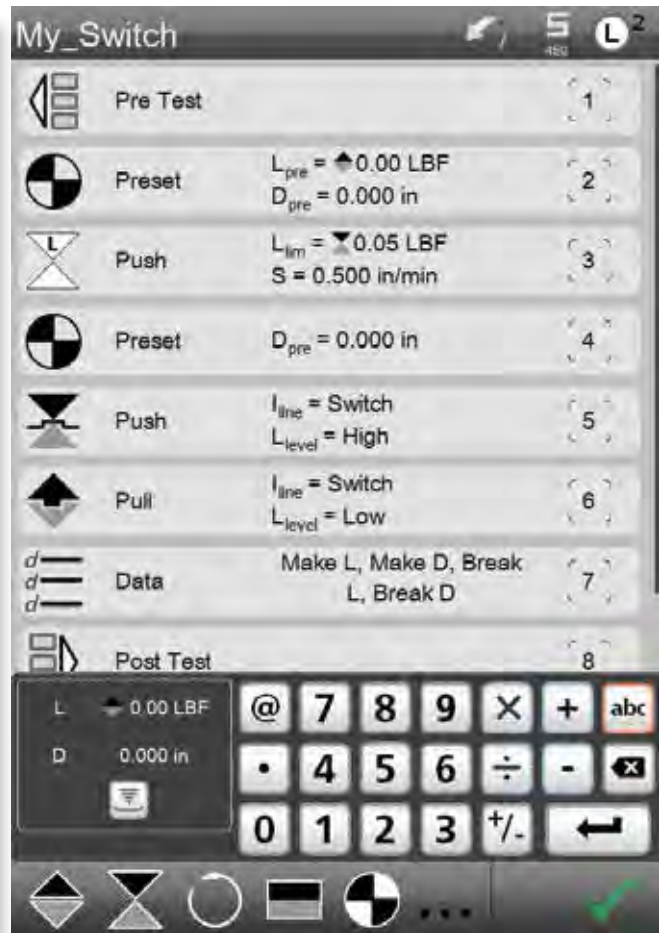 My_Switch
L 2
Pre Test 1
Preset Lpre = 0.00 LBF 2
Dpre = 0.000 in
L
Push Llim = 0.05 LBF 3
S = 0.500 in/min
Preset Dpre = 0.000 in 4
Push Iline = Switch 5
Llevel = High
Pull Iline = Switch 6
Llevel = Low
d
d Data Make L, Make D, Break 7
d L, Break D
Post Test 8
L 0.00 LBF @ 7 8 9 × + abc
D 0.000 in • 4 5 6 ÷ -
0 1 2 3 +/-
...